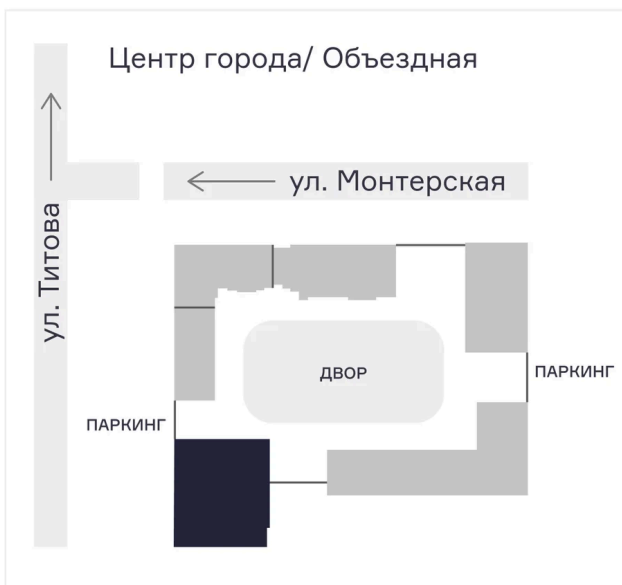 Центр города/ Объездная
ул. Монтерская
ул. Титова
ДВОР
ПАРКИНГ
ПАРКИНГ